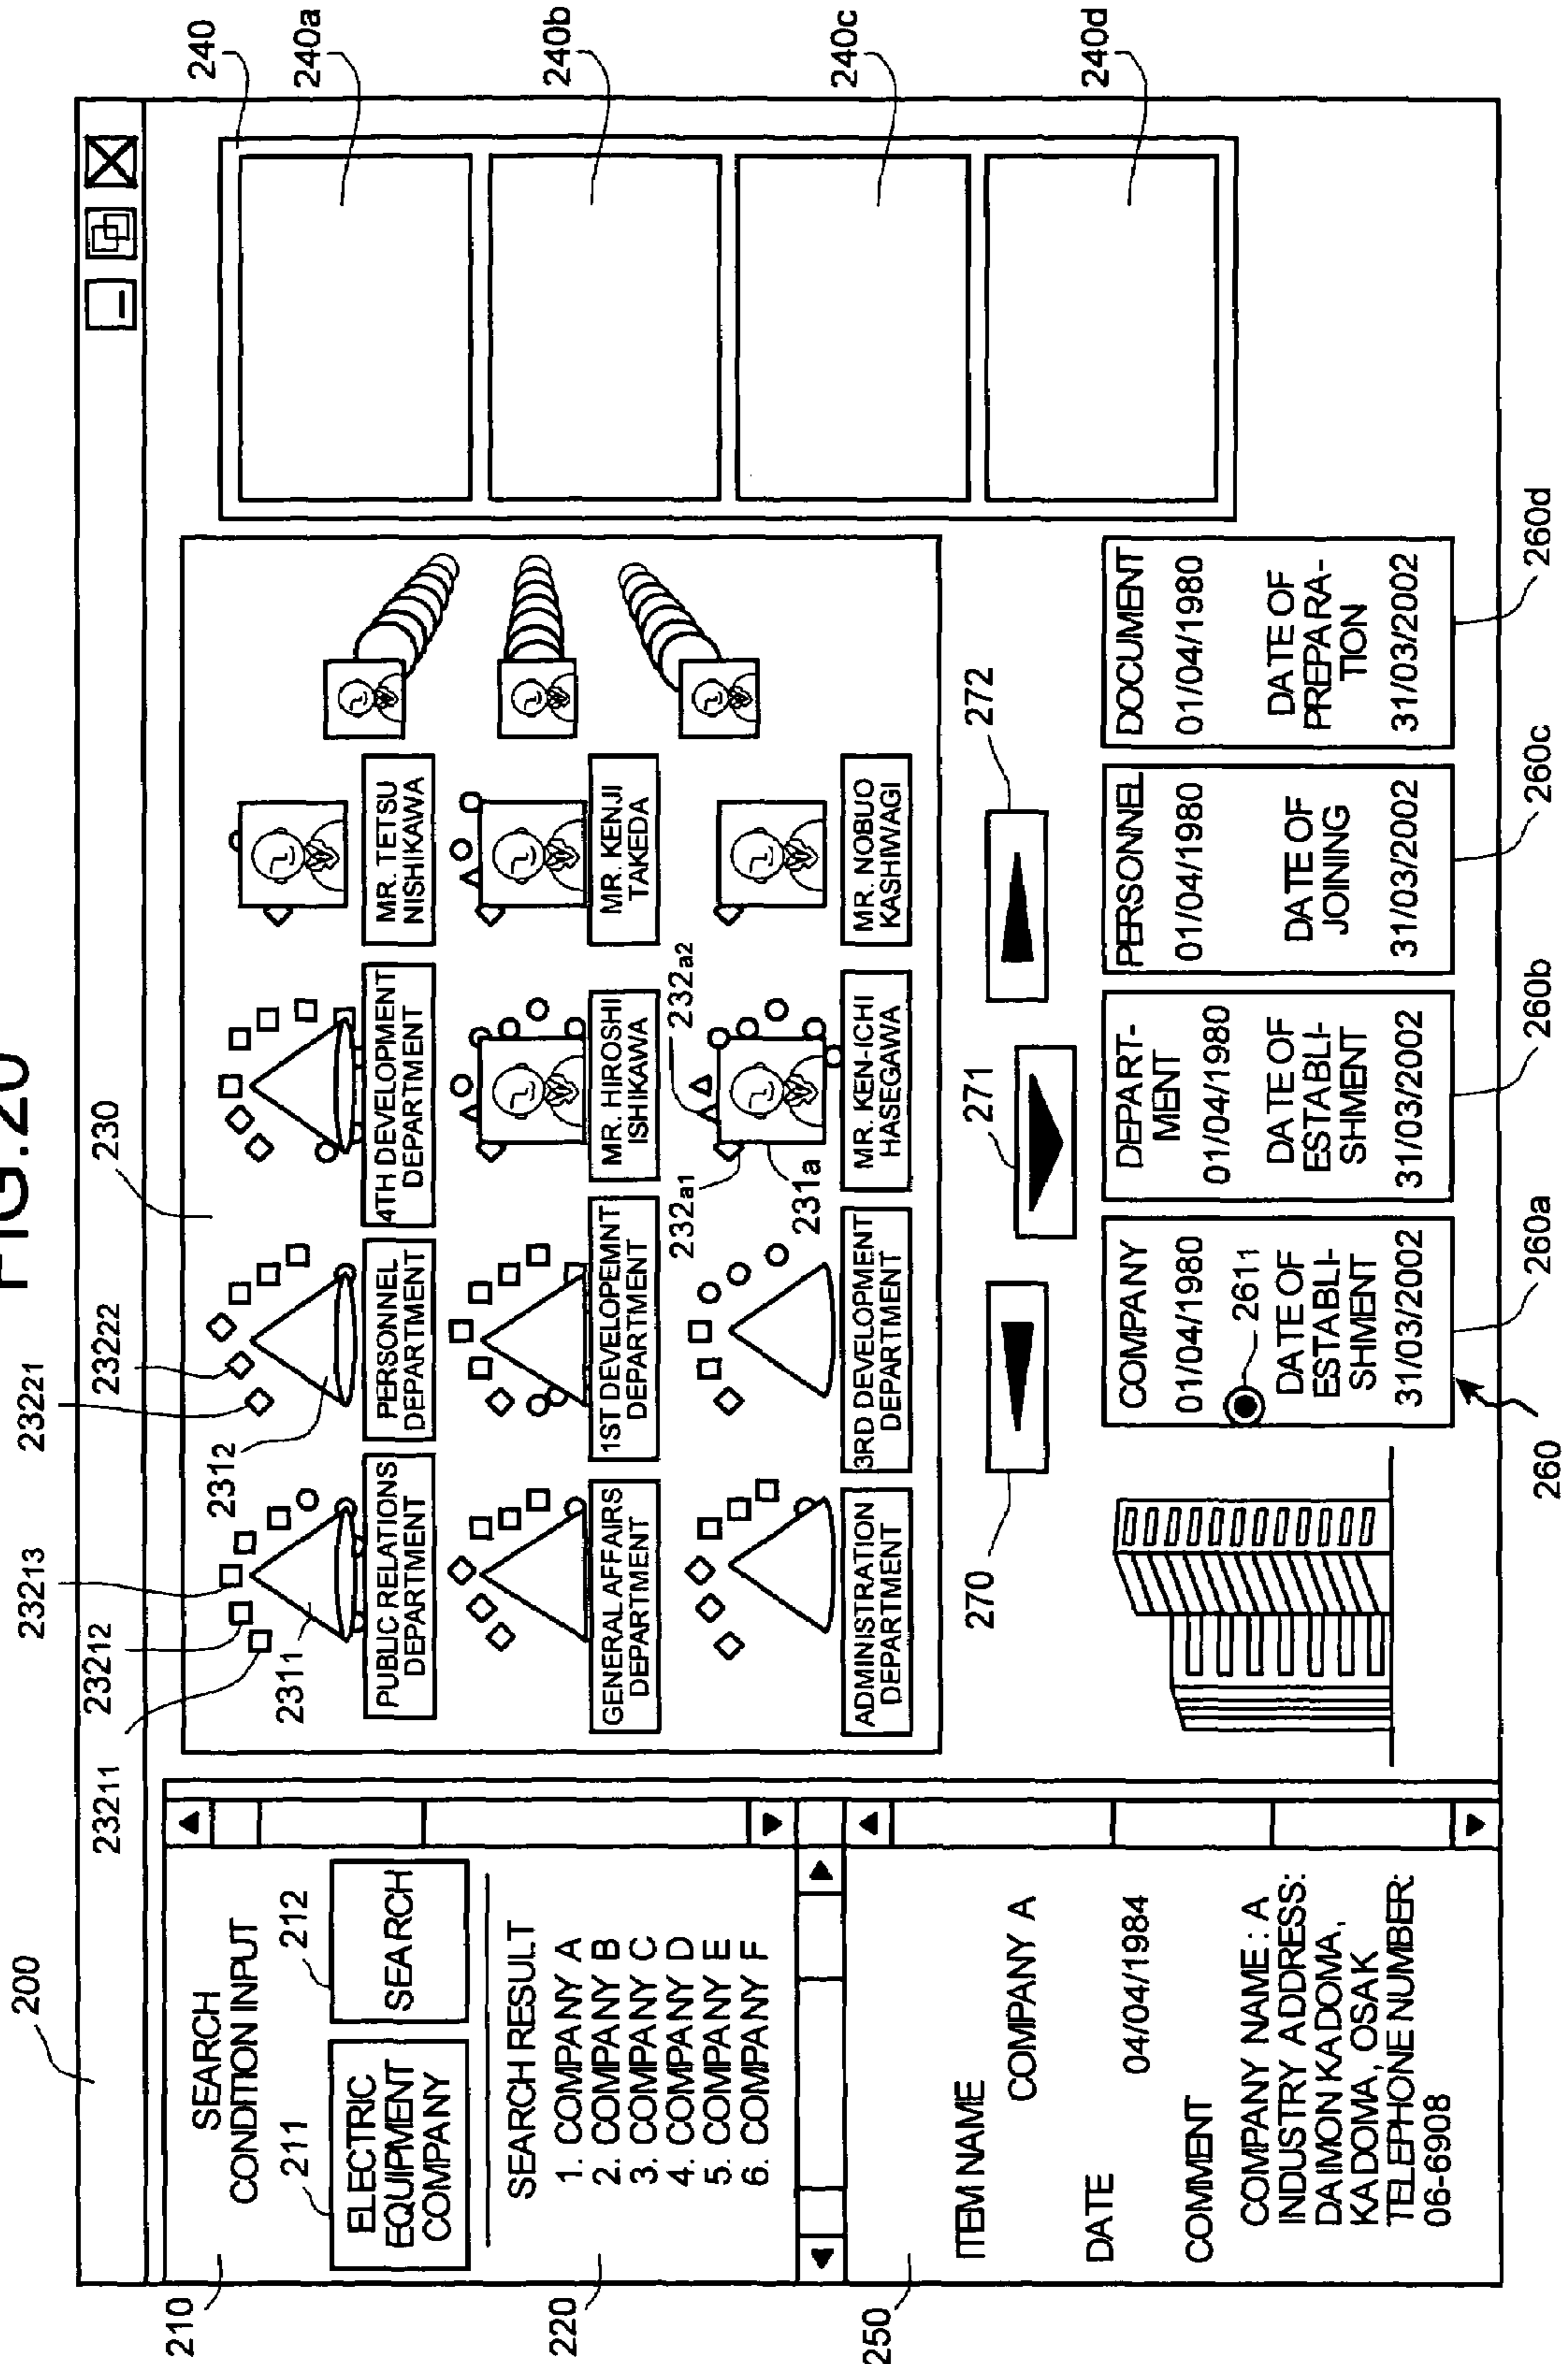 FIG.20
200
210
SEARCH
CONDITION INPUT
211
212
ELECTRIC
EQUIPMENT
COMPANY
SEARCH
220
SEARCH RESULT
1. COMPANY A
2. COMPANY B
3. COMPANY C
4. COMPANY D
5. COMPANY E
6. COMPANY F
250
ITEM NAME
COMPANY A
DATE
04/04/1984
COMMENT
COMPANY NAME : A
INDUSTRY ADDRESS:
DAIMON KADOMA,
KADOMA, OSAK
TELEPHONE NUMBER:
06-6908
23211
23212
23213
23221
23222
230
2311
2312
PUBLIC RELATIONS
DEPARTMENT
PERSONNEL
DEPARTMENT
4TH DEVELOPMENT
DEPARTMENT
MR. TETSU
NISHIKAWA
GENERAL AFFAIRS
DEPARTMENT
1ST DEVELOPEMNT
DEPARTMENT
MR. HIROSHI
ISHIKAWA
MR. KENJI
TAKEDA
232a1
232a2
231a
ADMINISTRATION
DEPARTMENT
3RD DEVELOPMENT
DEPARTMENT
MR. KEN-ICHI
HASEGAWA
MR. NOBUO
KASHIWAGI
270
271
272
240
240a
240b
240c
240d
COMPANY
01/04/1980
2611
DATE OF
ESTABLI-
SHMENT
31/03/2002
DEPART-
MENT
01/04/1980
DATE OF
ESTABLI-
SHMENT
31/03/2002
PERSONNEL
01/04/1980
DATE OF
JOINING
31/03/2002
DOCUMENT
01/04/1980
DATE OF
PREPARA-
TION
31/03/2002
260
260a
260b
260c
260d